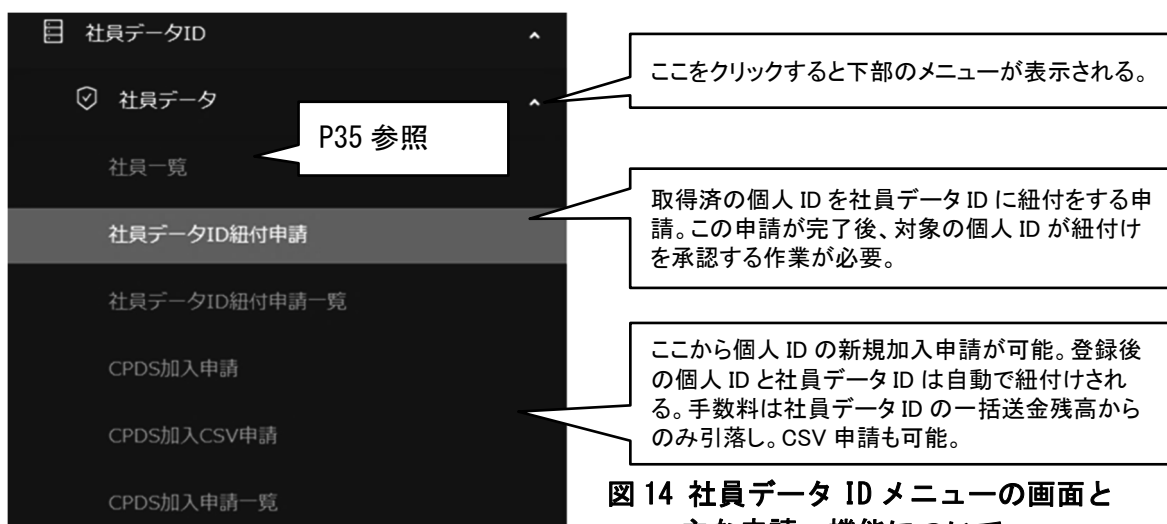 社員データID
社員データ
P35 参照
社員一覧
社員データID紐付申請
社員データID紐付申請一覧
CPDS加入申請
CPDS加入CSV申請
CPDS加入申請一覧
ここをクリックすると下部のメニューが表示される。
取得済の個人 ID を社員データ ID に紐付をする申
請。この申請が完了後、対象の個人 ID が紐付け
を承認する作業が必要。
ここから個人 ID の新規加入申請が可能。登録後
の個人 ID と社員データ ID は自動で紐付けされ
る。手数料は社員データ ID の一括送金残高から
のみ引落し。CSV 申請も可能。
図 14 社員データ ID メニューの画面と